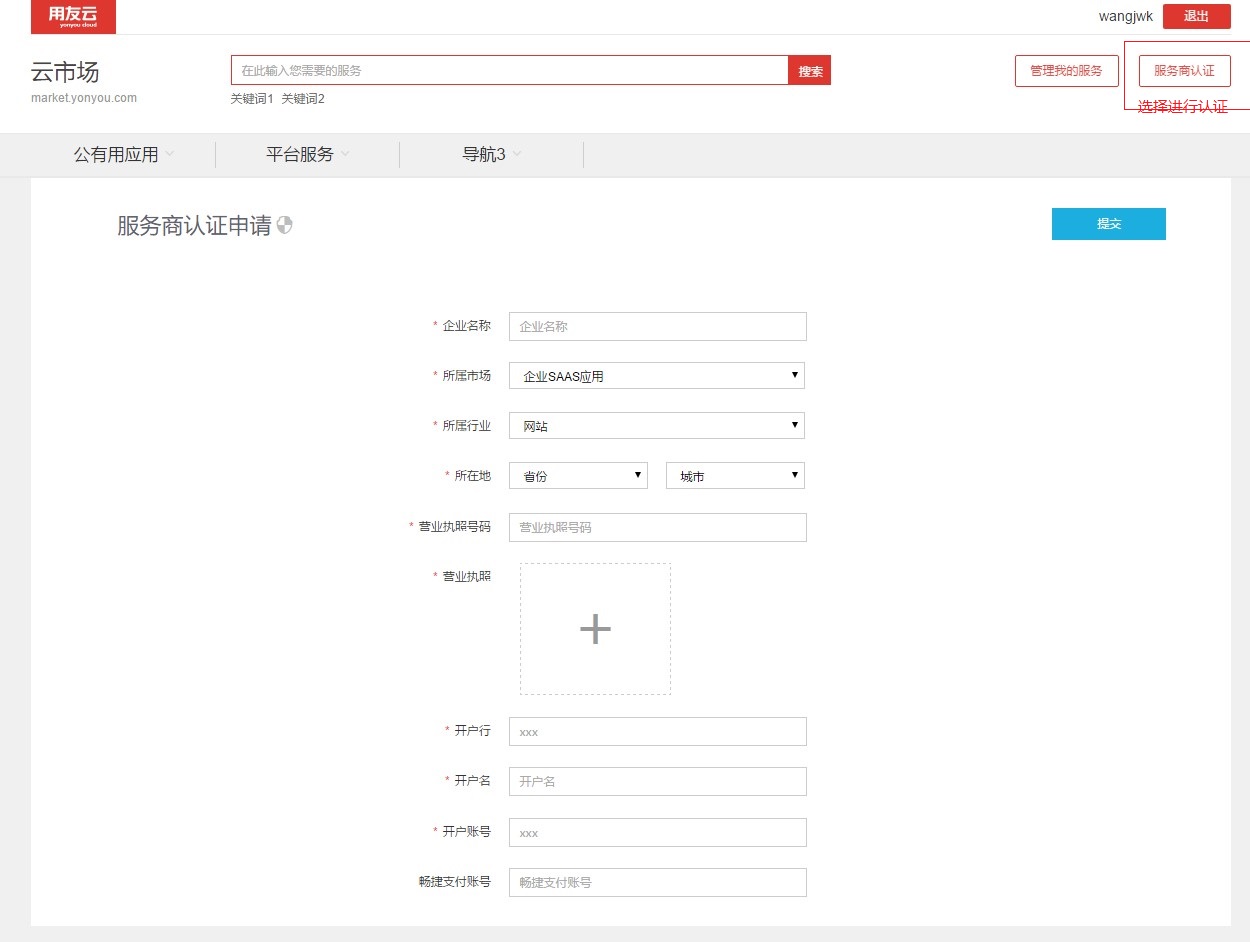 用友云
yonyou cloud
wangjwk
退出
云市场
market.yonyou.com
在此输入您需要的服务
搜索
关键词1 关键词2
管理我的服务
服务商认证
选择进行认证
公有用应用
平台服务
导航3
服务商认证申请
提交
* 企业名称
企业名称
* 所属市场
企业SAAS应用
* 所属行业
网站
* 所在地
省份
城市
* 营业执照号码
营业执照号码
* 营业执照
* 开户行
xxx
* 开户名
开户名
* 开户账号
xxx
畅捷支付账号
畅捷支付账号